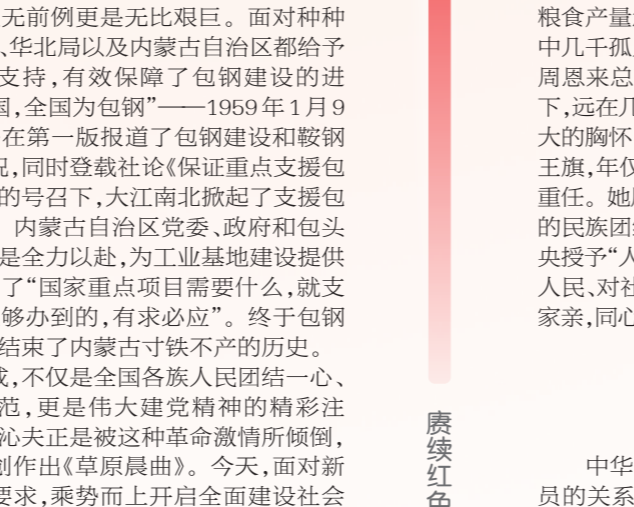 无前例更是无比艰巨。面对种种
、华北局以及内蒙古自治区都给予
支持,有效保障了包钢建设的进
国,全国为包钢”——1959年1月9
在第一版报道了包钢建设和鞍钢
况,同时登载社论《保证重点支援包
的号召下,大江南北掀起了支援包
内蒙古自治区党委、政府和包头
是全力以赴,为工业基地建设提供
了“国家重点项目需要什么,就支
够办到的,有求必应”。终于包钢
结束了内蒙古寸铁不产的历史。
成,不仅是全国各族人民团结一心、
范,更是伟大建党精神的精彩注
沁夫正是被这种革命激情所倾倒,
创作出《草原晨曲》。今天,面对新
要求,乘势而上开启全面建设社会
赓续红色
粮食产量
中几千孤
周恩来总
下,远在几
大的胸怀
王旗,年仅
重任。她
的民族团结
央授予“人
人民、对社
家亲,同心
中华
员的关系